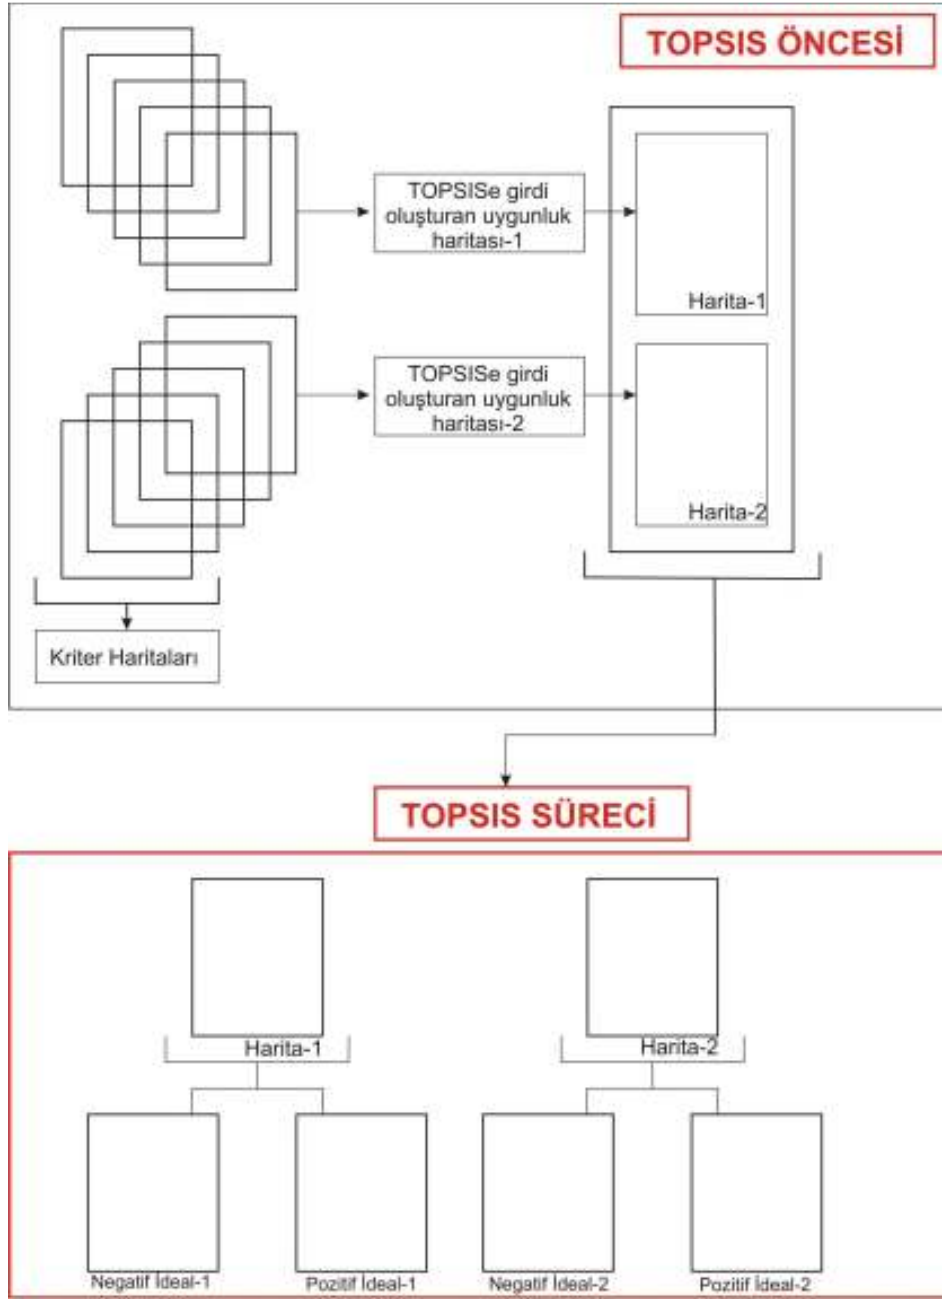 TOPSIS ÖNCESİ
TOPSISe girdi
oluşturan uygunluk
haritası-1
Harita-1
TOPSISe girdi
oluşturan uygunluk
haritası-2
Harita-2
Kriter Haritaları
TOPSIS SÜRECİ
Harita-1
Harita-2
Negatif İdeal-1
Pozitif İdeal-1
Negatif İdeal-2
Pozitif İdeal-2